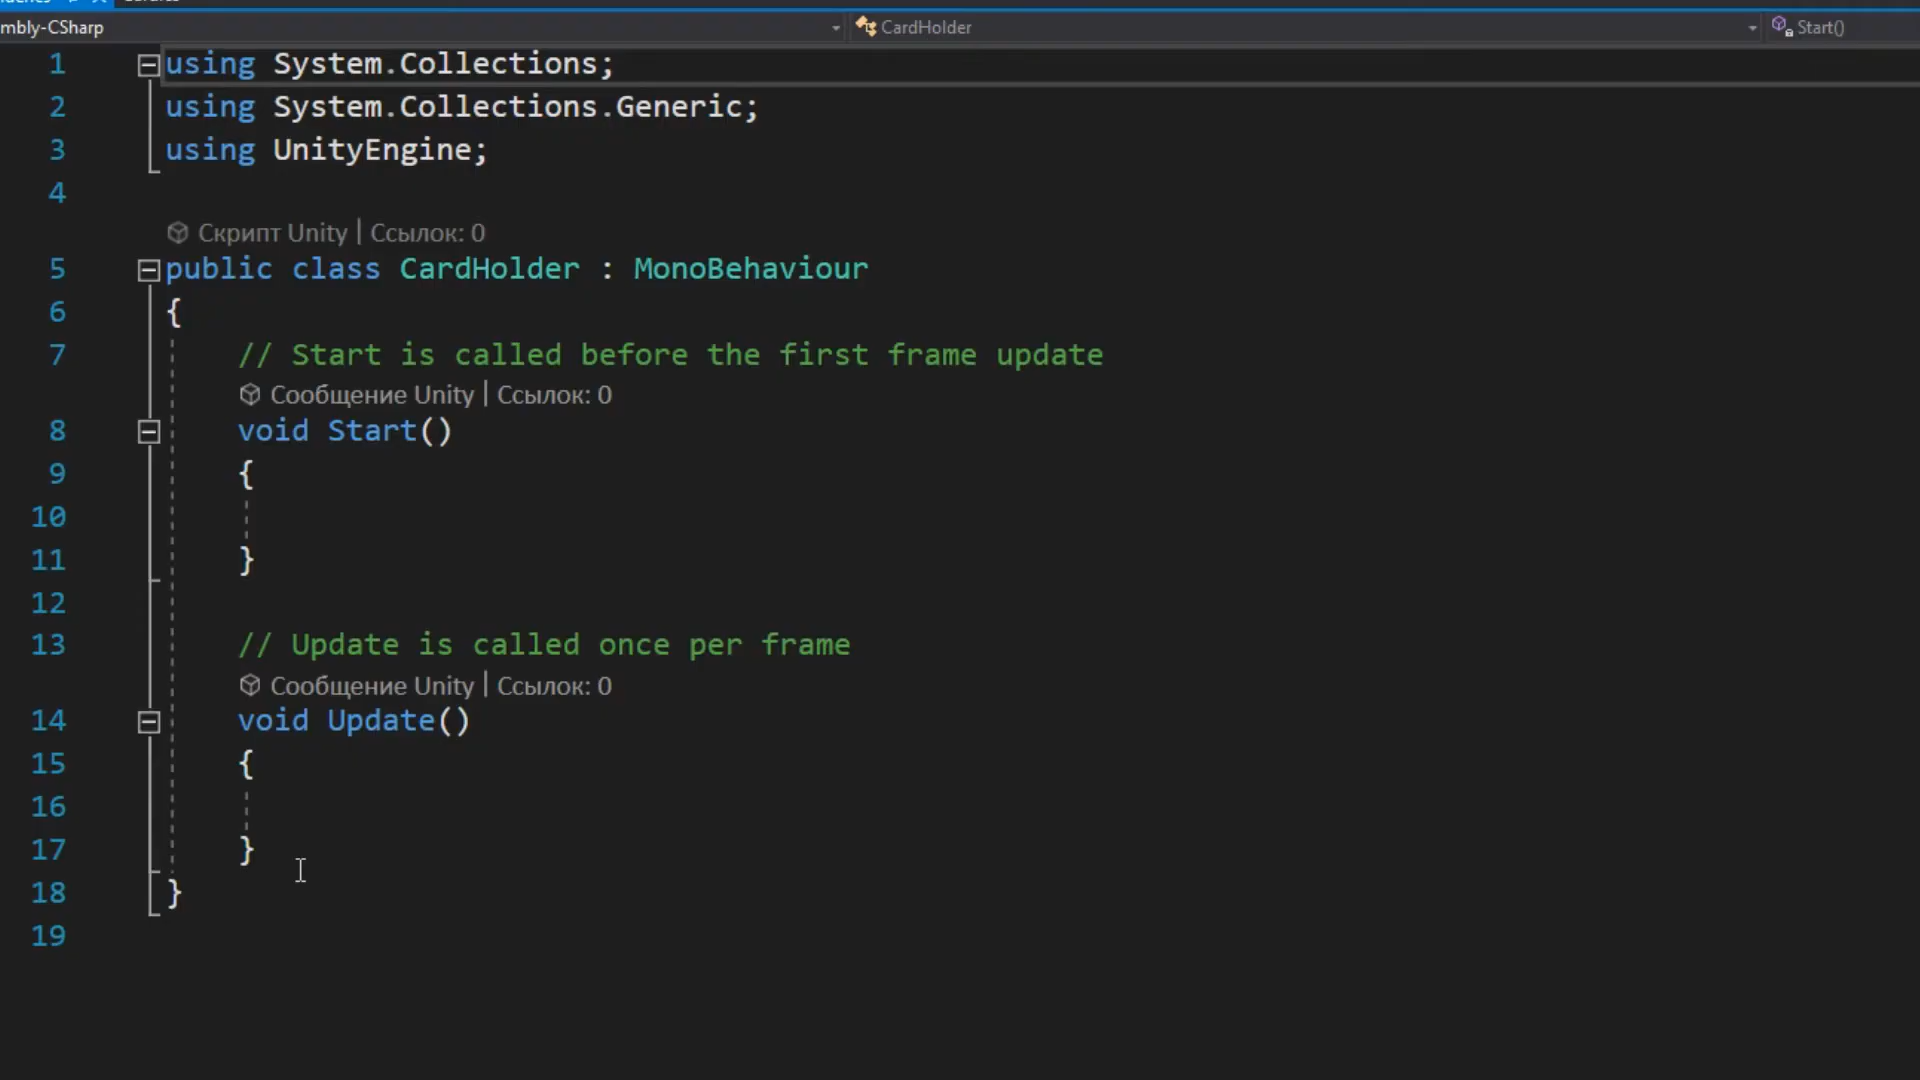 mbly-CSharp
CardHolder
Start()
1 using System.Collections;
2 using System.Collections.Generic;
3 using UnityEngine;
4
Скрипт Unity | Ссылок: 0
5 public class CardHolder : MonoBehaviour
6 {
7 // Start is called before the first frame update
Сообщение Unity | Ссылок: 0
8 void Start()
9 {
10
11 }
12
13 // Update is called once per frame
Сообщение Unity | Ссылок: 0
14 void Update()
15 {
16
17 }
18 }
19